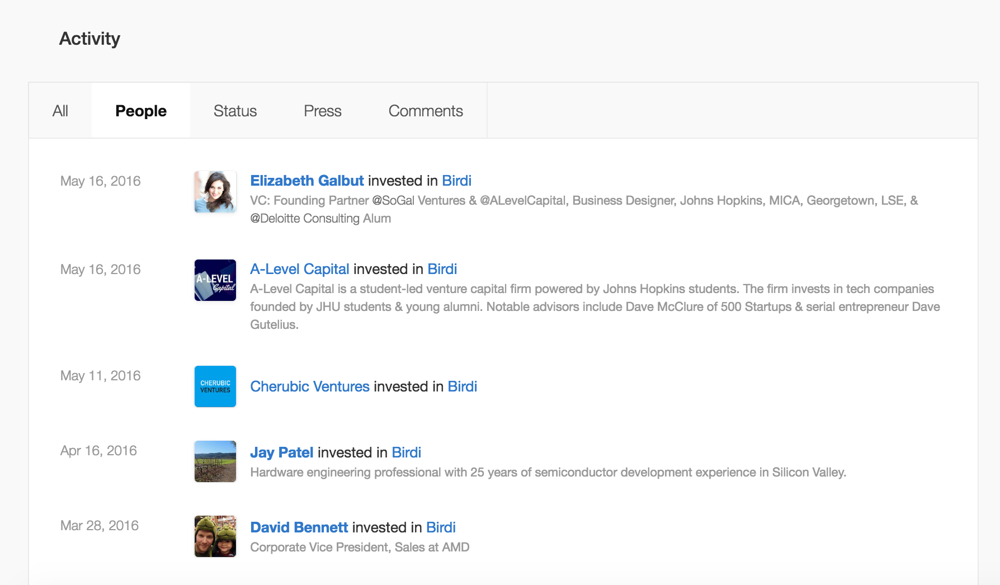 Activity
All People Status Press Comments
May 16, 2016
Elizabeth Galbut invested in Birdi
VC: Founding Partner @SoGal Ventures & @ALevelCapital, Business Designer, Johns Hopkins, MICA, Georgetown, LSE, &
@Deloitte Consulting Alum
May 16, 2016
A-LEVEL
Capital
A-Level Capital invested in Birdi
A-Level Capital is a student-led venture capital firm powered by Johns Hopkins students. The firm invests in tech companies
founded by JHU students & young alumni. Notable advisors include Dave McClure of 500 Startups & serial entrepreneur Dave
Gutelius.
May 11, 2016
CHERUBIC
VENTURES
Cherubic Ventures invested in Birdi
Apr 16, 2016
Jay Patel invested in Birdi
Hardware engineering professional with 25 years of semiconductor development experience in Silicon Valley.
Mar 28, 2016
David Bennett invested in Birdi
Corporate Vice President, Sales at AMD